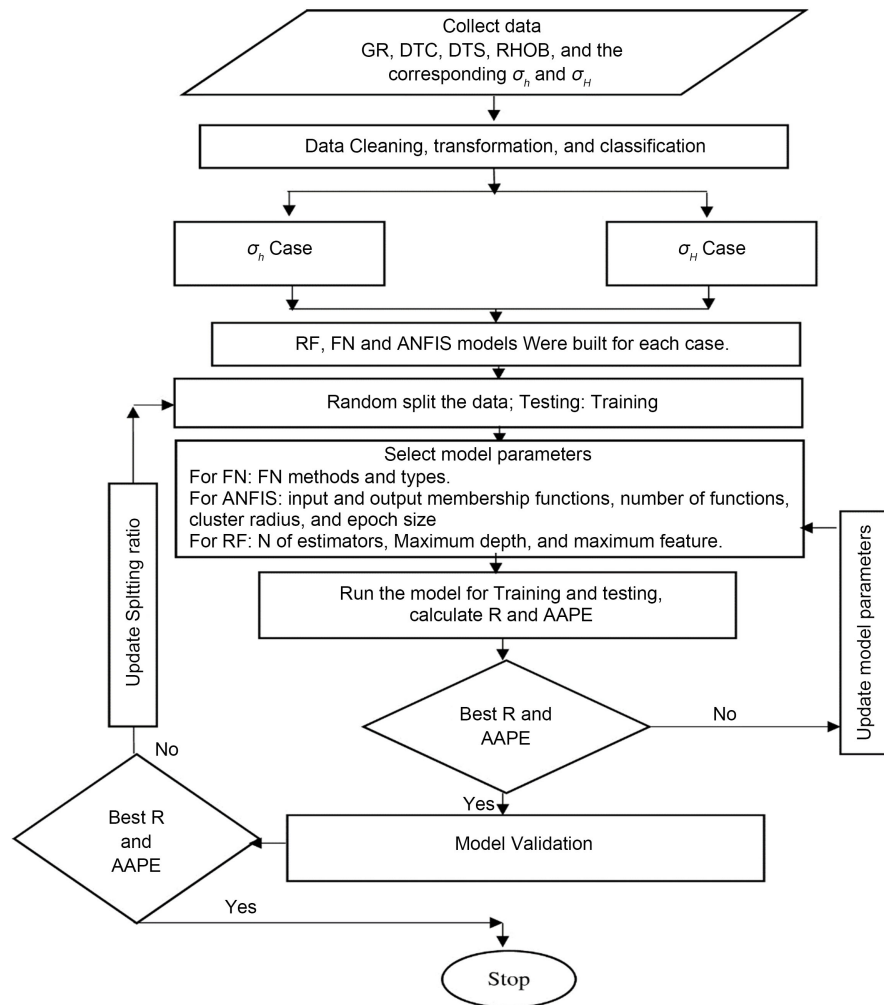 Collect data
GR, DTC, DTS, RHOB, and the
corresponding σh and σH
Data Cleaning, transformation, and classification
σh Case
σH Case
RF, FN and ANFIS models Were built for each case.
Random split the data; Testing: Training
Select model parameters
For FN: FN methods and types.
For ANFIS: input and output membership functions, number of functions,
cluster radius, and epoch size
For RF: N of estimators, Maximum depth, and maximum feature.
Run the model for Training and testing,
calculate R and AAPE
Best R and
AAPE
No
Update model parameters
Yes
Model Validation
Best R
and
AAPE
No
Update Spltting ratio
Yes
Stop